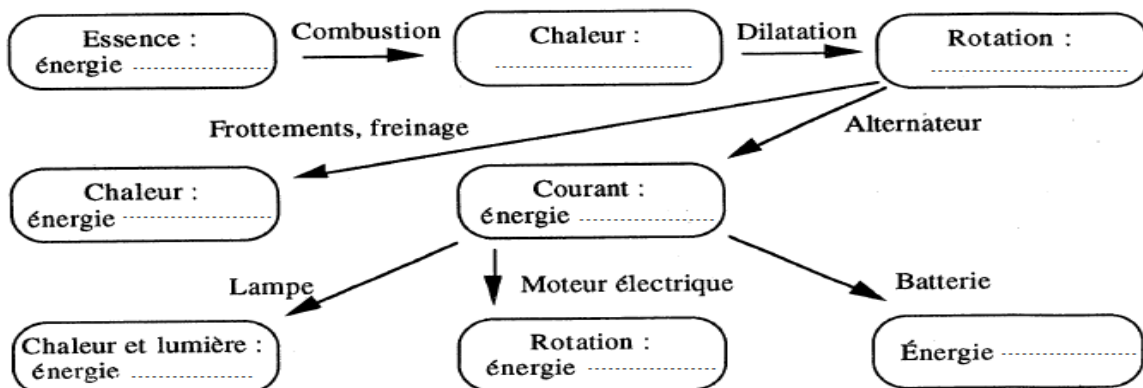 Essence :
énergie ....................
Combustion
Chaleur :
....................
Dilatation
Rotation :
....................
Frottements, freinage
Alternateur
Chaleur :
énergie ....................
Courant :
énergie ....................
Lampe
Moteur électrique
Batterie
Chaleur et lumière :
énergie ....................
Rotation :
énergie ....................
Énergie ....................